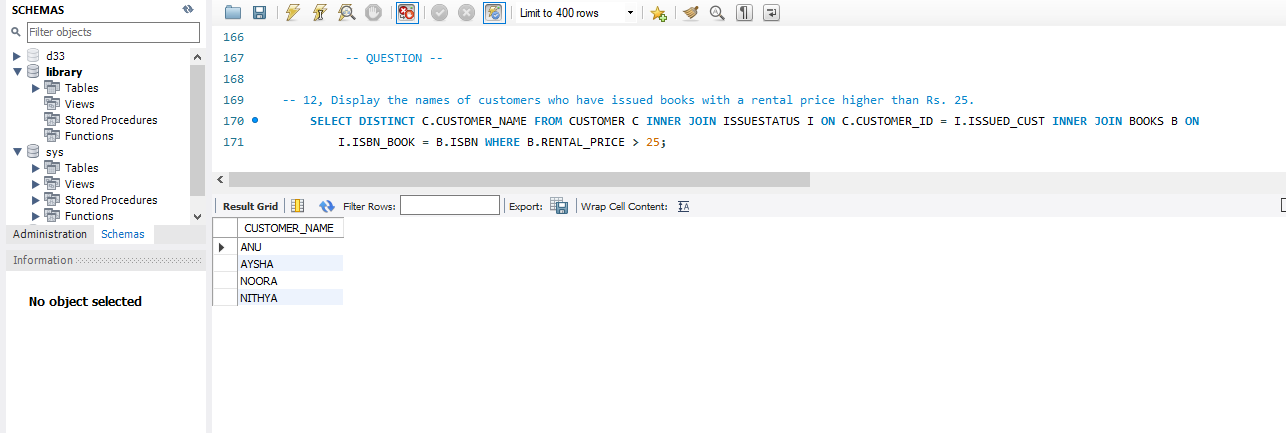 SCHEMAS
Filter objects
d33
library
Tables
Views
Stored Procedures
Functions
sys
Tables
Views
Stored Procedures
Functions
Administration Schemas
Information
No object selected
Limit to 400 rows
166
167 -- QUESTION --
168
169 -- 12, Display the names of customers who have issued books with a rental price higher than Rs. 25.
170 SELECT DISTINCT C.CUSTOMER_NAME FROM CUSTOMER C INNER JOIN ISSUESTATUS I ON C.CUSTOMER_ID = I.ISSUED_CUST INNER JOIN BOOKS B ON
171 I.ISBN_BOOK = B.ISBN WHERE B.RENTAL_PRICE > 25;
Result Grid Filter Rows: Export: Wrap Cell Content:
CUSTOMER_NAME
ANU
AYSHA
NOORA
NITHYA